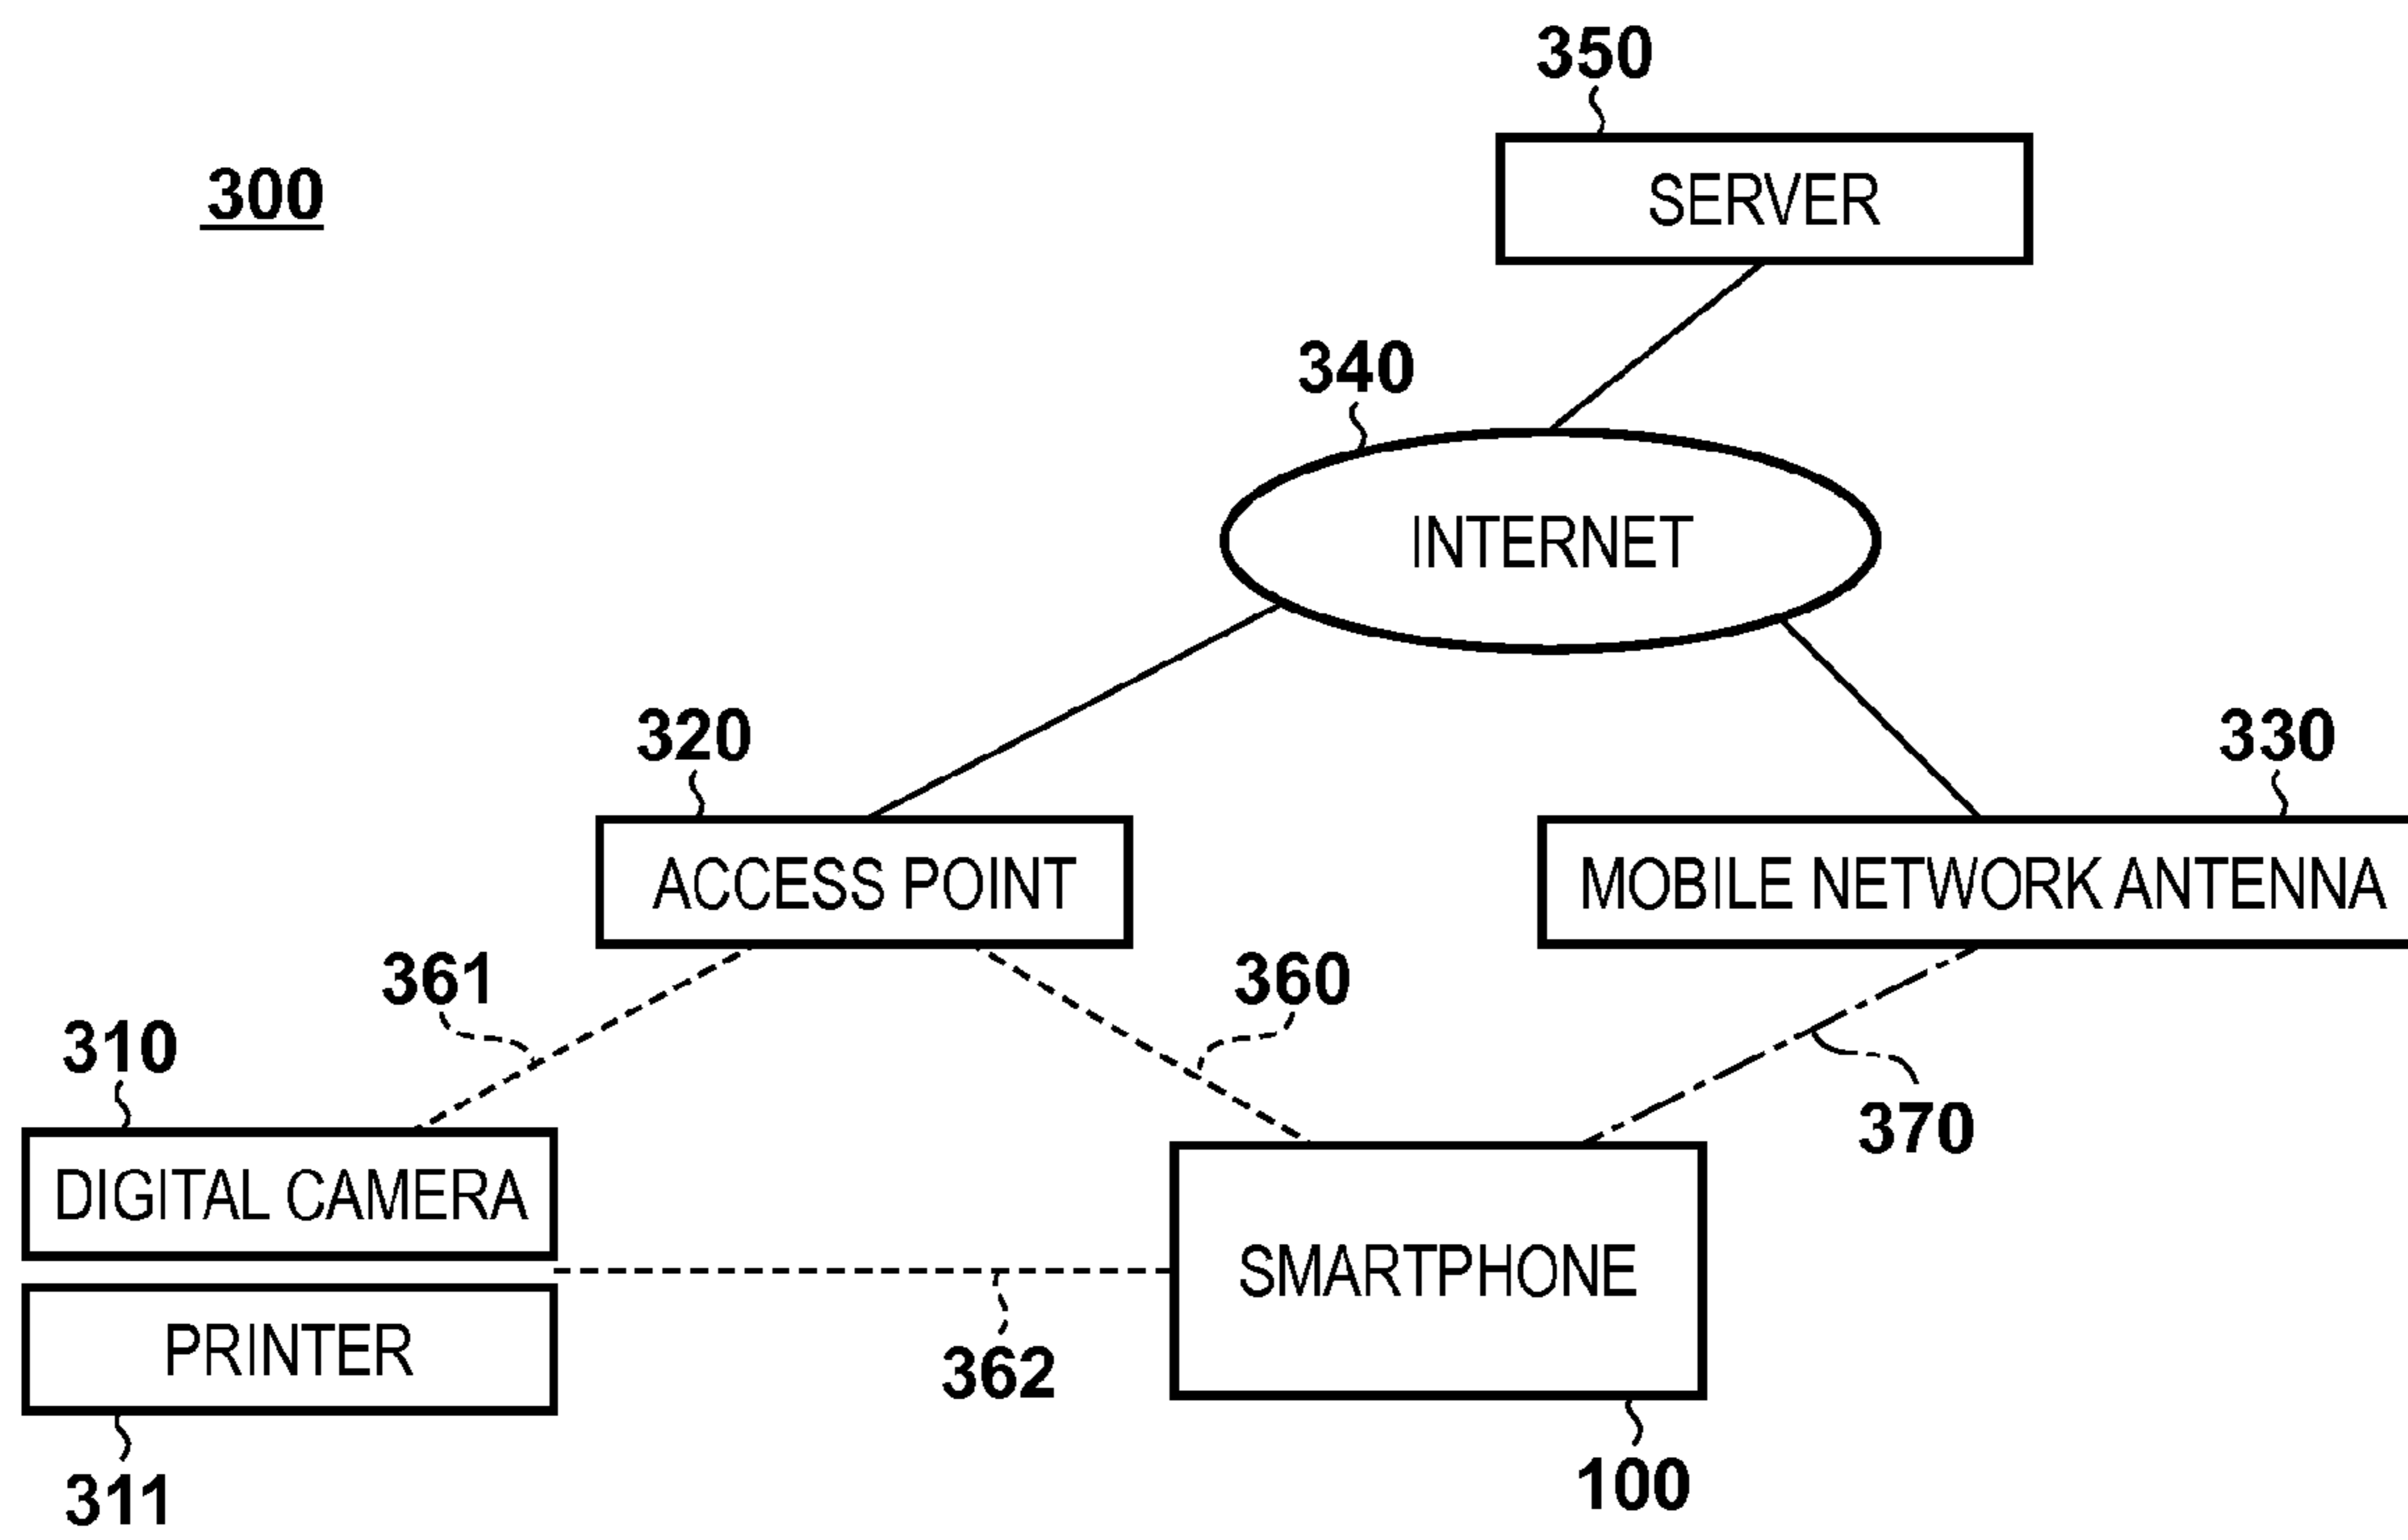 350
300
SERVER
340
INTERNET
320
330
ACCESS POINT
MOBILE NETWORK ANTENNA
361
360
310
370
DIGITAL CAMERA
SMARTPHONE
PRINTER
362
311
100